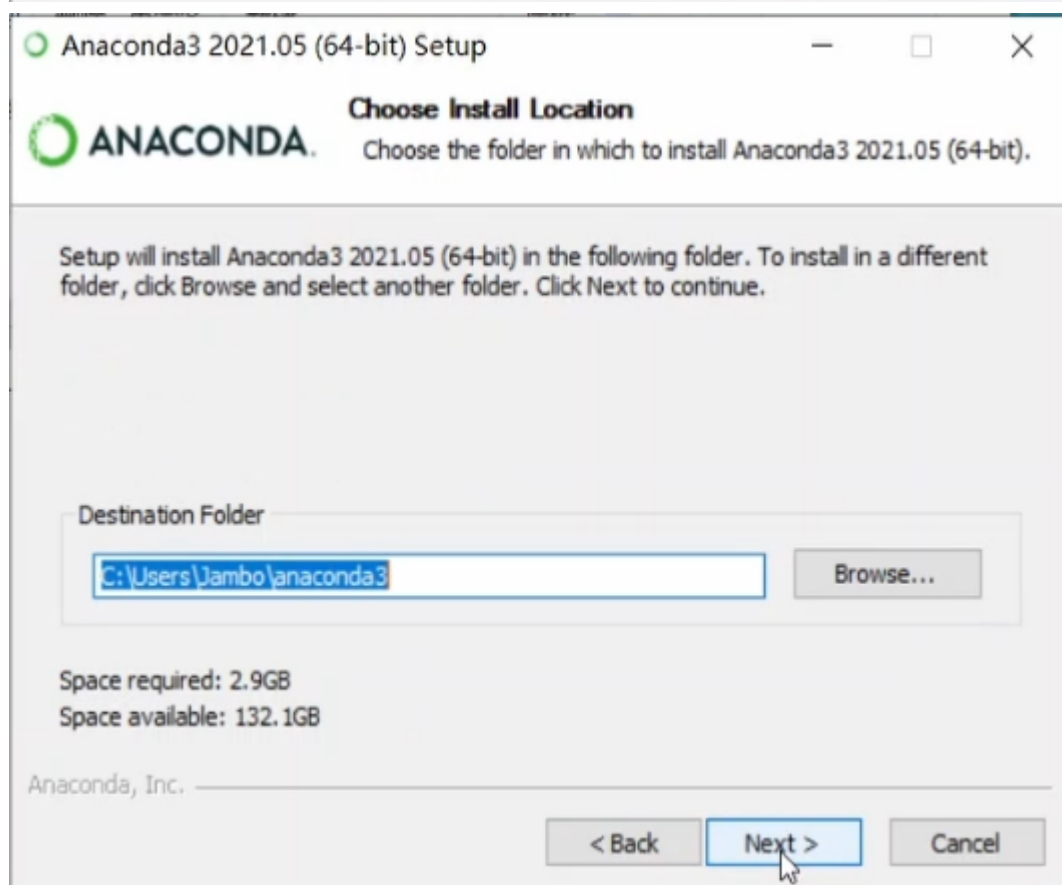 Anaconda3 2021.05 (64-bit) Setup
ANACONDA.
Choose Install Location
Choose the folder in which to install Anaconda3 2021.05 (64-bit).
Setup will install Anaconda3 2021.05 (64-bit) in the following folder. To install in a different
folder, click Browse and select another folder. Click Next to continue.
Destination Folder
C:\Users\Jambo\anaconda3
Browse...
Space required: 2.9GB
Space available: 132.1GB
Anaconda, Inc.
< Back
Next >
Cancel